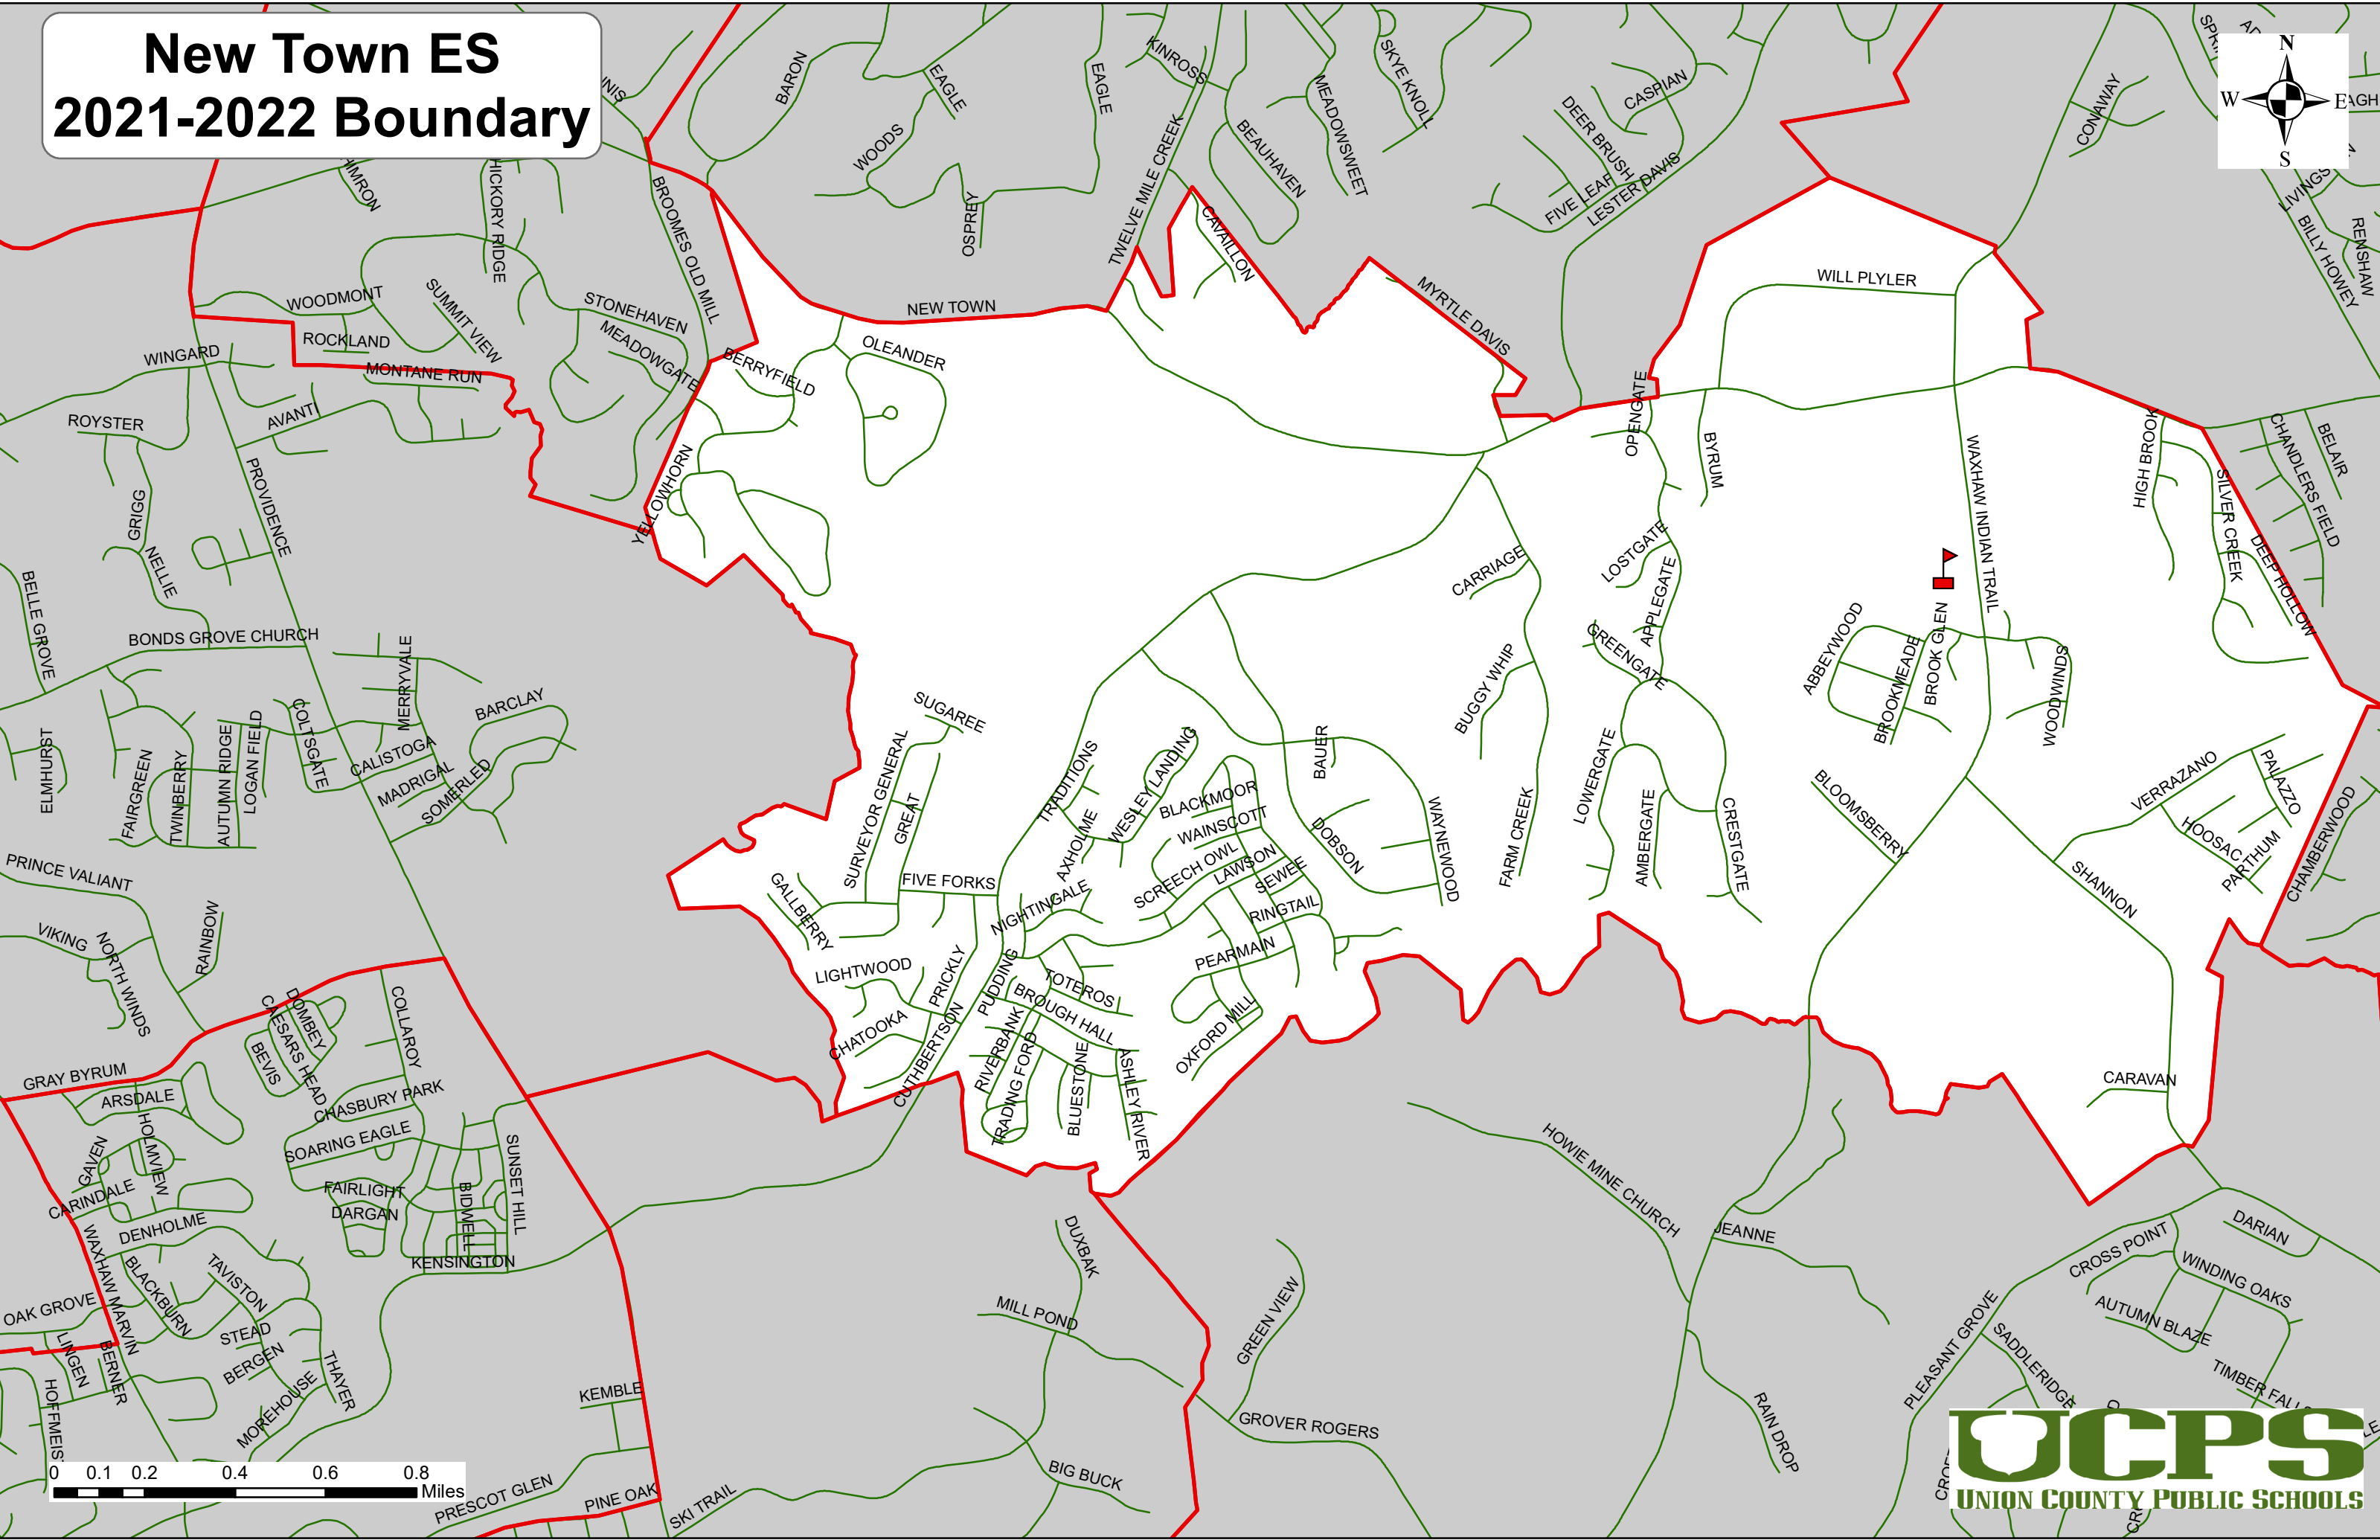 New Town ES
2021-2022 Boundary
N
W
E
S
BARON
EAGLE
WOODS
EAGLE
OSPREY
KINROSS
TWELVE MILE CREEK
BEAUHAVEN
MEADOWSWEET
SKYE KNOLL
CASPIAN
DEER BRUSH
FIVE LEAF
LESTER DAVIS
CONAWAY
BILLY HOWEY
RENSHAW
HICKORY RIDGE
BROOMES OLD MILL
CAVAILLON
MYRTLE DAVIS
WILL PLYLER
NEW TOWN
WOODMONT
SUMMIT VIEW
STONEHAVEN
MEADOWGATE
ROCKLAND
WINGARD
MONTANE RUN
BERRYFIELD
OLEANDER
ROYSTER
AVANTI
OPENGATE
BYRUM
WAXHAW INDIAN TRAIL
HIGH BROOK
SILVER CREEK
DEEP HOLLOW
CHANDLERS FIELD
BELAIR
YELLOWHORN
PROVIDENCE
GRIGG
NELLIE
BELLE GROVE
BONDS GROVE CHURCH
CARRIAGE
LOSTGATE
APPLEGATE
GREENGATE
BUGGY WHIP
ABBEYWOOD
BROOKMEADE
BROOK GLEN
WOODWINDS
MERRYVALE
BARCLAY
COLTSGATE
CALISTOGA
MADRIGAL
SOMERLED
ELMHURST
FAIRGREEN
TWINBERRY
AUTUMN RIDGE
LOGAN FIELD
SUGAREE
SURVEYOR GENERAL
GREAT
TRADITIONS
WESLEY LANDING
AXHOLME
BLACKMOOR
WAINSCOTT
SCREECH OWL
LAWSON
SEWEE
RINGTAIL
PEARMAIN
BAUER
DOBSON
WAYNEWOOD
FARM CREEK
LOWERGATE
AMBERGATE
CRESTGATE
BLOOMSBERRY
VERRAZANO
PALAZZO
HOOSAC
PARTHUM
CHAMBERWOOD
SHANNON
PRINCE VALIANT
VIKING
NORTH WINDS
RAINBOW
FIVE FORKS
GALLBERRY
NIGHTINGALE
LIGHTWOOD
PRICKLY
PUDDING
TOTEROS
BROUGH HALL
CHATOOKA
CUTHBERTSON
RIVERBANK
TRADING FORD
BLUESTONE
ASHLEY RIVER
OXFORD MILL
CARAVAN
DOMBEY
CAESARS HEAD
BEVIS
COLLAROY
GRAY BYRUM
ARSDALE
CHASBURY PARK
HOLMVIEW
GAVEN
SOARING EAGLE
CARINDALE
FAIRLIGHT
DARGAN
BIDWELL
SUNSET HILL
DENHOLME
KENSINGTON
WAXHAW MARVIN
BLACKBURN
TAVISTON
OAK GROVE
STEAD
LINGEN
BERNER
BERGEN
THAYER
MOREHOUSE
HOWIE MINE CHURCH
JEANNE
DUXBAK
MILL POND
GREEN VIEW
GROVER ROGERS
RAIN DROP
BIG BUCK
KEMBLE
PRESCOT GLEN
PINE OAK
SKI TRAIL
CROSS POINT
DARIAN
WINDING OAKS
AUTUMN BLAZE
PLEASANT GROVE
SADDLERIDGE
0 0.1 0.2 0.4 0.6 0.8
Miles
UCPS
UNION COUNTY PUBLIC SCHOOLS